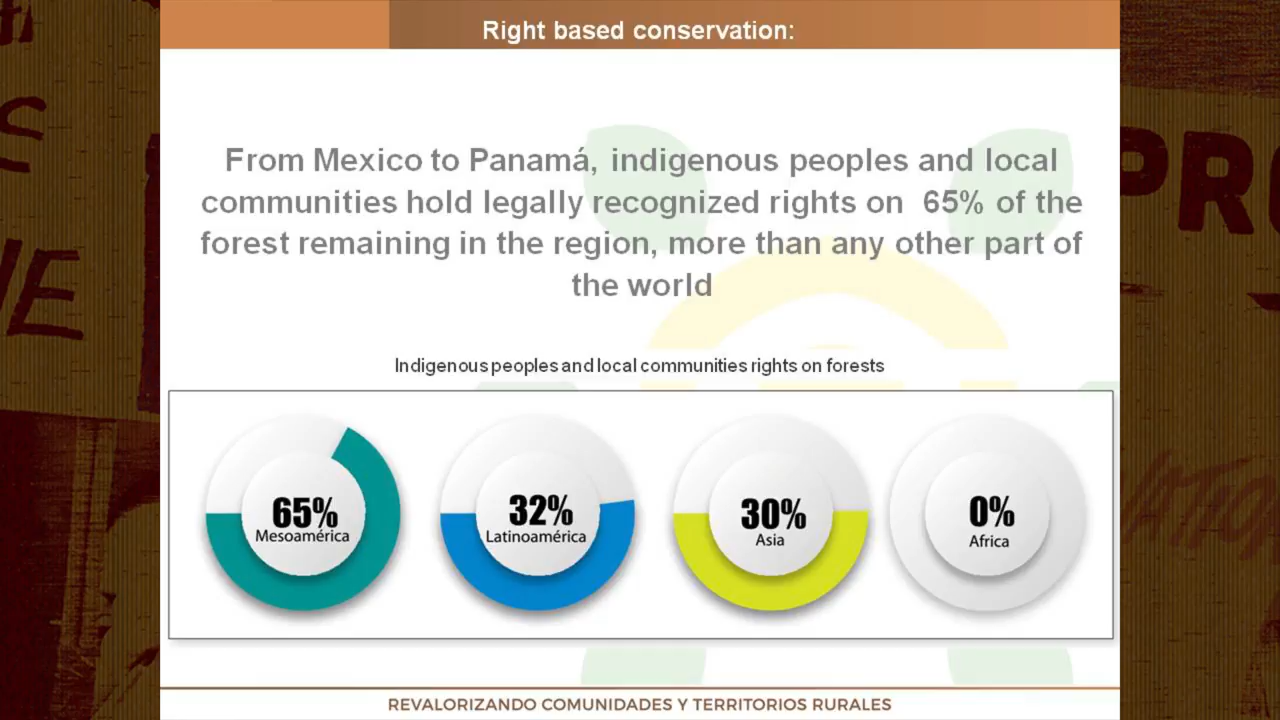 Right based conservation:
From Mexico to Panamá, indigenous peoples and local
communities hold legally recognized rights on 65% of the
forest remaining in the region, more than any other part of
the world
Indigenous peoples and local communities rights on forests
65%
Mesoamérica
32%
Latinoamérica
30%
Asia
0%
Africa
REVALORIZANDO COMUNIDADES Y TERRITORIOS RURALES